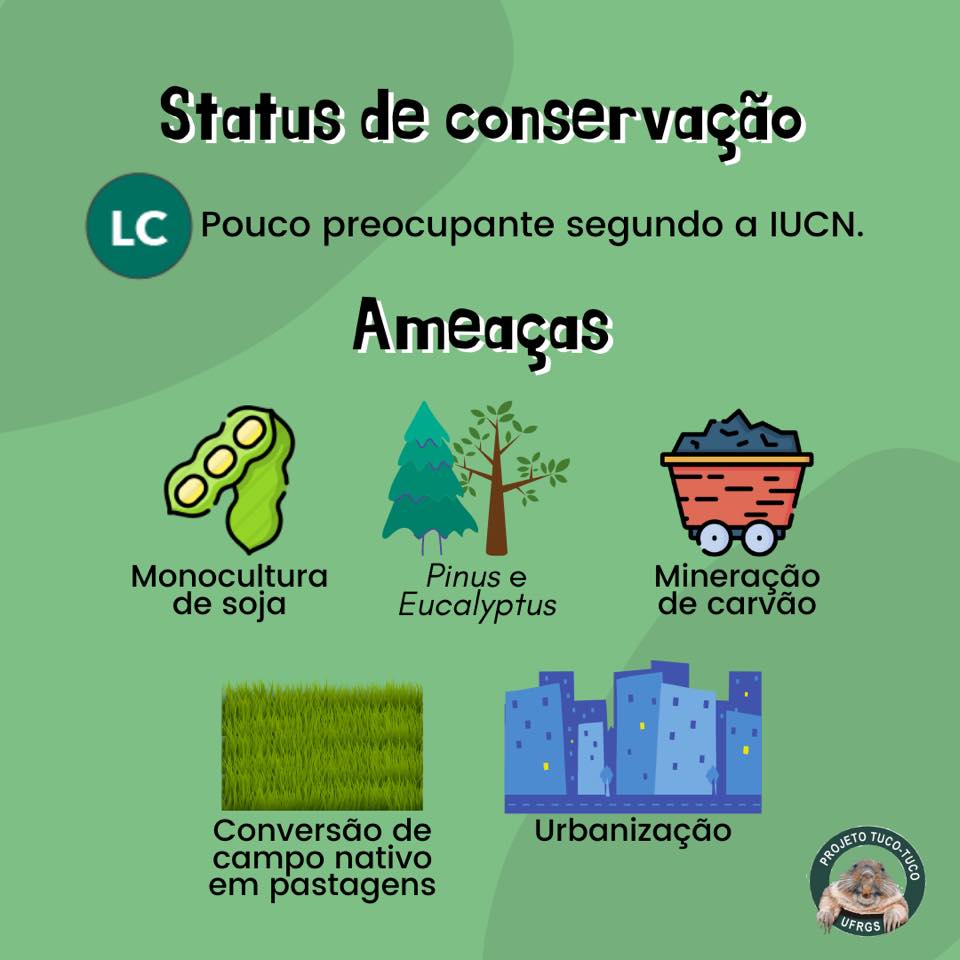 Status de conservação
LC
Pouco preocupante segundo a IUCN.
Ameaças
Monocultura
de soja
Pinus e
Eucalyptus
Mineração
de carvão
Conversão de
campo nativo
em pastagens
Urbanização
PROJETO TUCO-TUCO
UFRGS